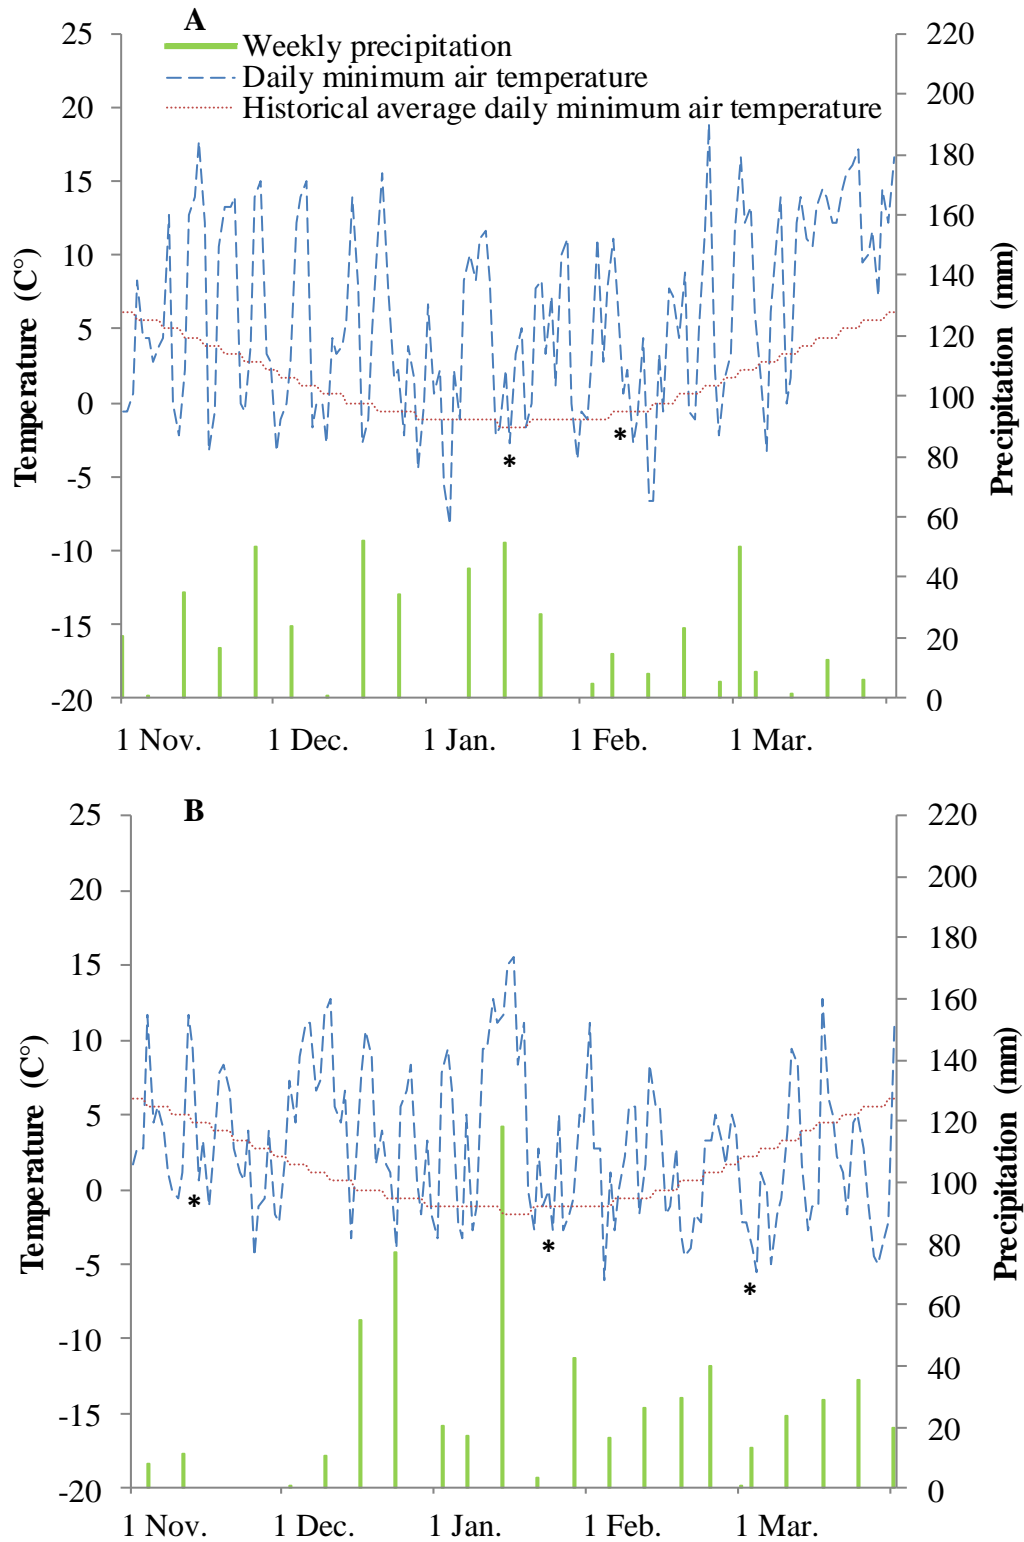 A
Weekly precipitation
Daily minimum air temperature
Historical average daily minimum air temperature
25
20
15
10
5
0
-5
-10
-15
-20
Temperature (C°)
220
200
180
160
140
120
100
80
60
40
20
0
Precipitation (mm)
*
*
1 Nov.
1 Dec.
1 Jan.
1 Feb.
1 Mar.
B
25
20
15
10
5
0
-5
-10
-15
-20
Temperature (C°)
220
200
180
160
140
120
100
80
60
40
20
0
Precipitation (mm)
*
*
*
1 Nov.
1 Dec.
1 Jan.
1 Feb.
1 Mar.